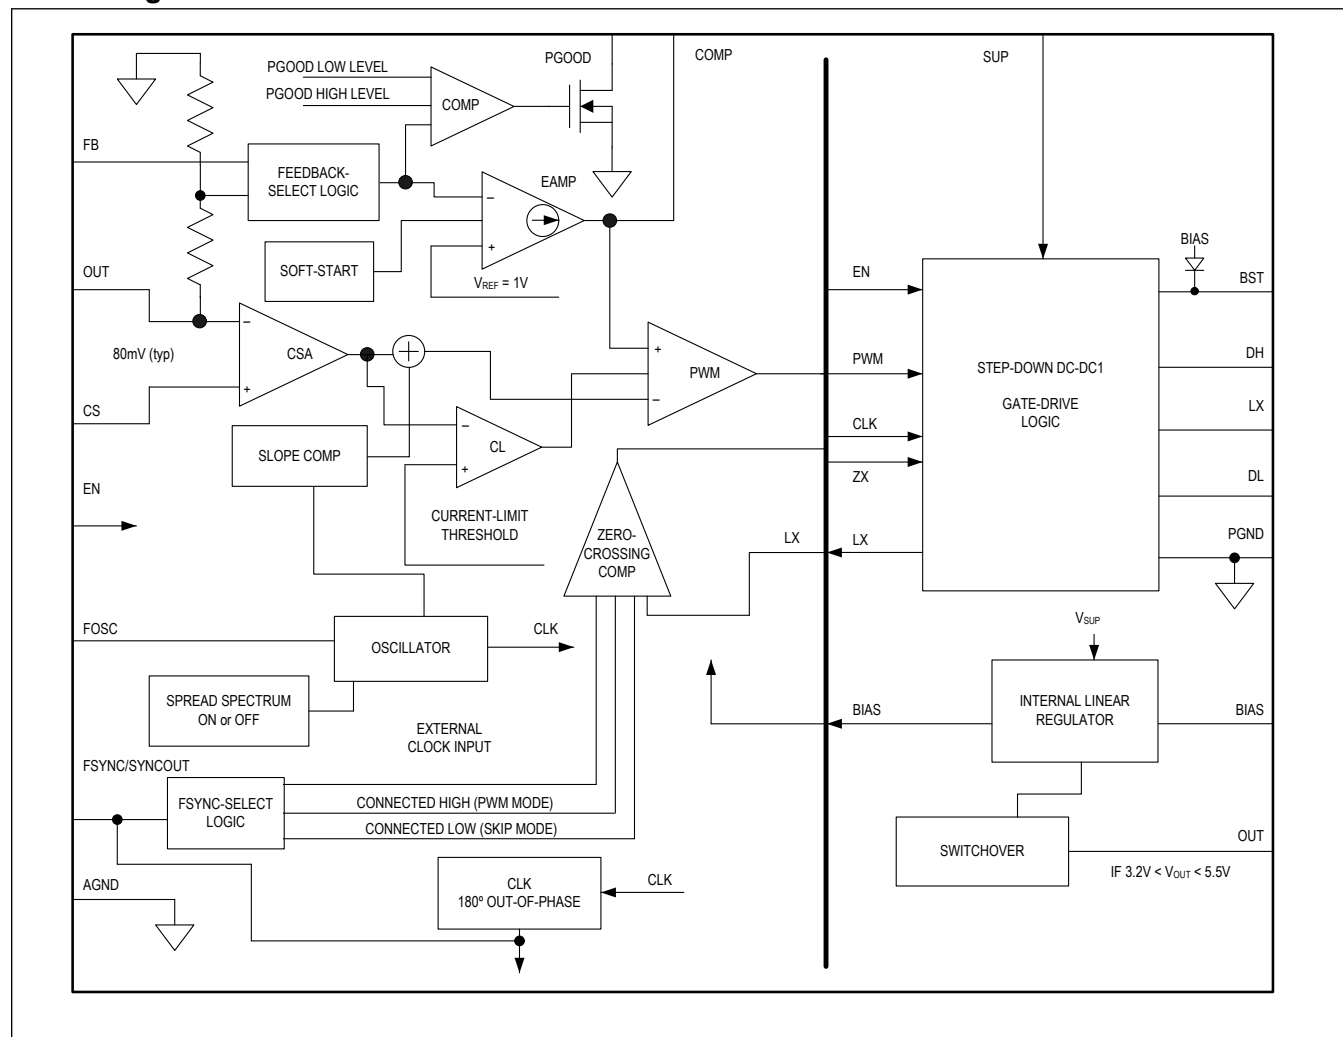 PGOOD LOW LEVEL
PGOOD HIGH LEVEL
COMP
PGOOD
COMP
SUP
FB
FEEDBACK-
SELECT LOGIC
EAMP
−
+
SOFT-START
VREF = 1V
OUT
80mV (typ)
−
CSA
+
CS
+
PWM
−
SLOPE COMP
−
CL
+
CURRENT-LIMIT
THRESHOLD
EN
ZERO-
CROSSING
COMP
LX
FOSC
OSCILLATOR
CLK
SPREAD SPECTRUM
ON or OFF
EXTERNAL
CLOCK INPUT
FSYNC/SYNCOUT
FSYNC-SELECT
LOGIC
CONNECTED HIGH (PWM MODE)
CONNECTED LOW (SKIP MODE)
AGND
CLK
180º OUT-OF-PHASE
CLK
EN
PWM
CLK
ZX
LX
STEP-DOWN DC-DC1
GATE-DRIVE
LOGIC
BIAS
BST
DH
LX
DL
PGND
VSUP
BIAS
INTERNAL LINEAR
REGULATOR
BIAS
SWITCHOVER
OUT
IF 3.2V < VOUT < 5.5V